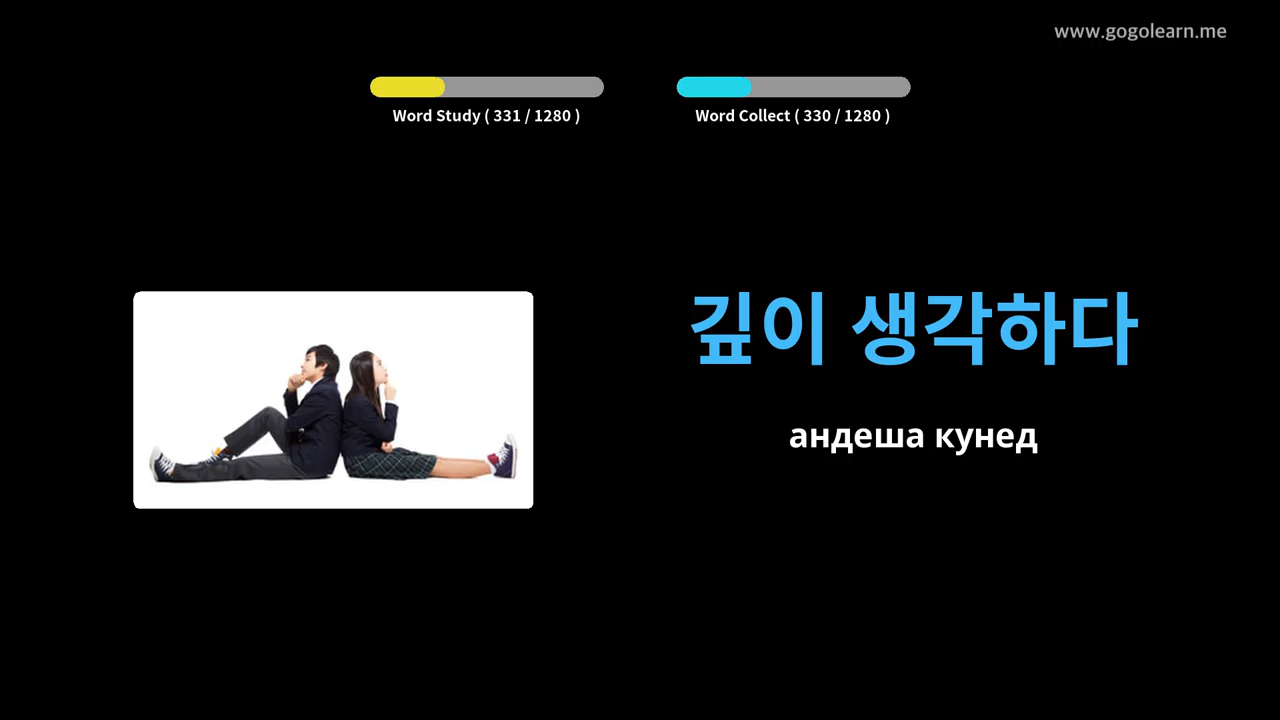 www.gogolearn.me
Word Study ( 331 / 1280 )
Word Collect ( 330 / 1280 )
깊이 생각하다
андеша кунед